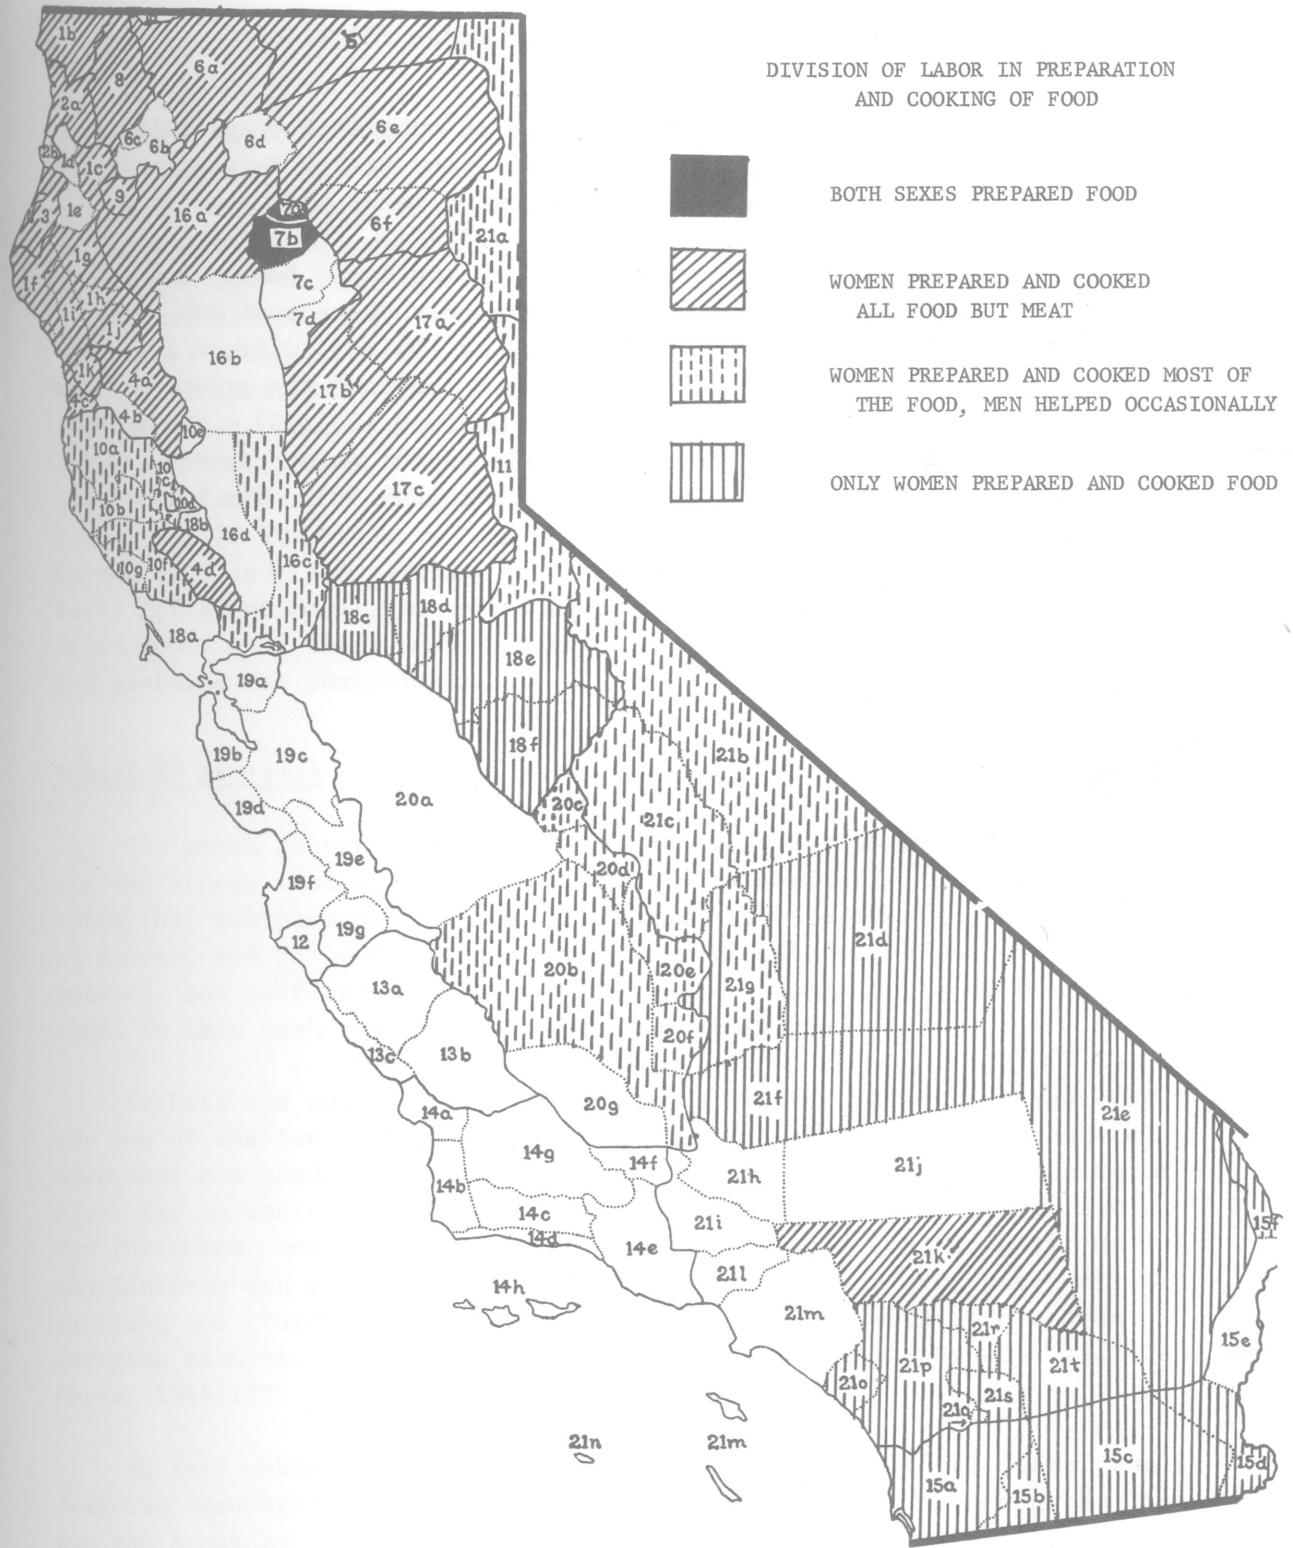 DIVISION OF LABOR IN PREPARATION
AND COOKING OF FOOD
BOTH SEXES PREPARED FOOD
WOMEN PREPARED AND COOKED
ALL FOOD BUT MEAT
WOMEN PREPARED AND COOKED MOST OF
THE FOOD, MEN HELPED OCCASIONALLY
ONLY WOMEN PREPARED AND COOKED FOOD
1b
8
6a
5
2a
6c
6b
6d
6e
2b
1d
1c
9
1e
3
16a
7a
7b
6f
21a
1g
1f
7c
1h
1i
1j
7d
17a
16b
1k
4a
17b
4c
4b
10e
10a
10c
11
17c
10b
10d
18b
16d
16c
10g
10f
4d
18a
18c
18d
18e
19a
18f
19b
19c
21b
19d
20a
20c
21c
19e
20d
19f
19g
12
21d
20b
20e
21g
13a
20f
13c
13b
14a
20g
21f
21e
14g
14f
21h
21j
14b
14c
21i
15f
14d
14e
21k
14h
21l
21m
21r
15e
21p
21t
21o
21s
21q
21n
21m
15a
15b
15c
15d